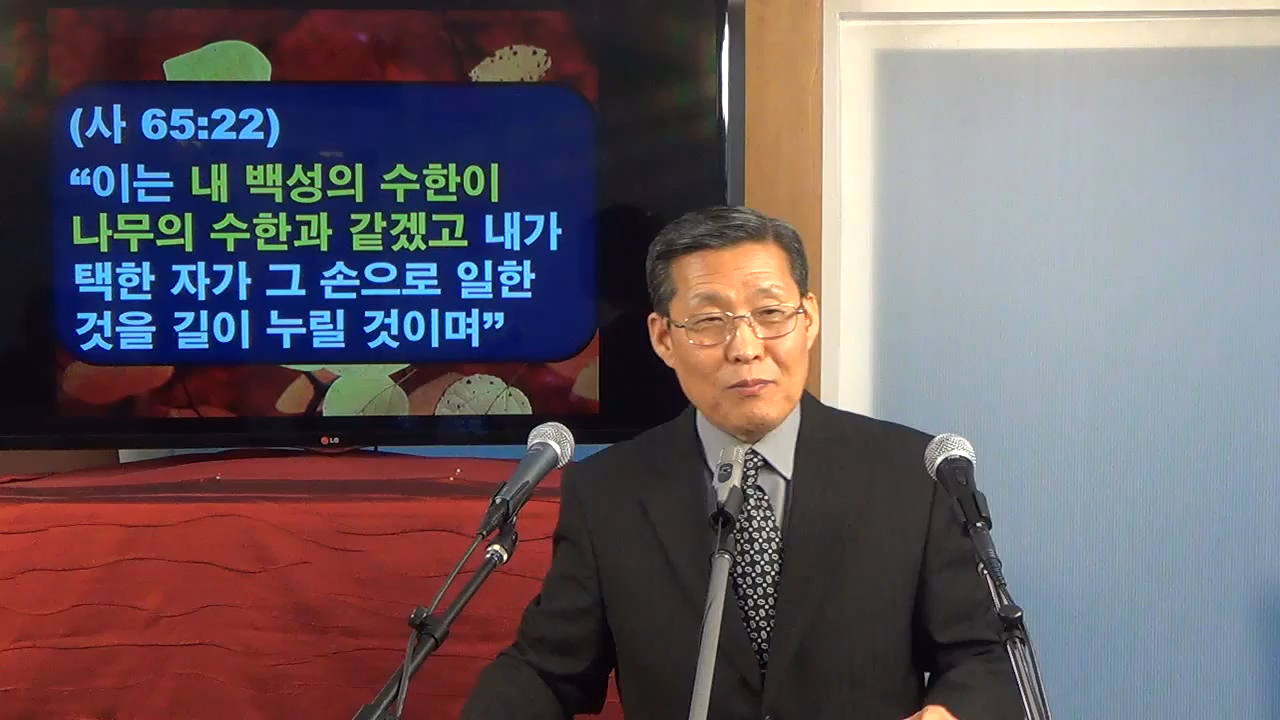 (사 65:22)
“이는 내 백성의 수한이
나무의 수한과 같겠고 내가
택한 자가 그 손으로 일한
것을 길이 누릴 것이며”
LG